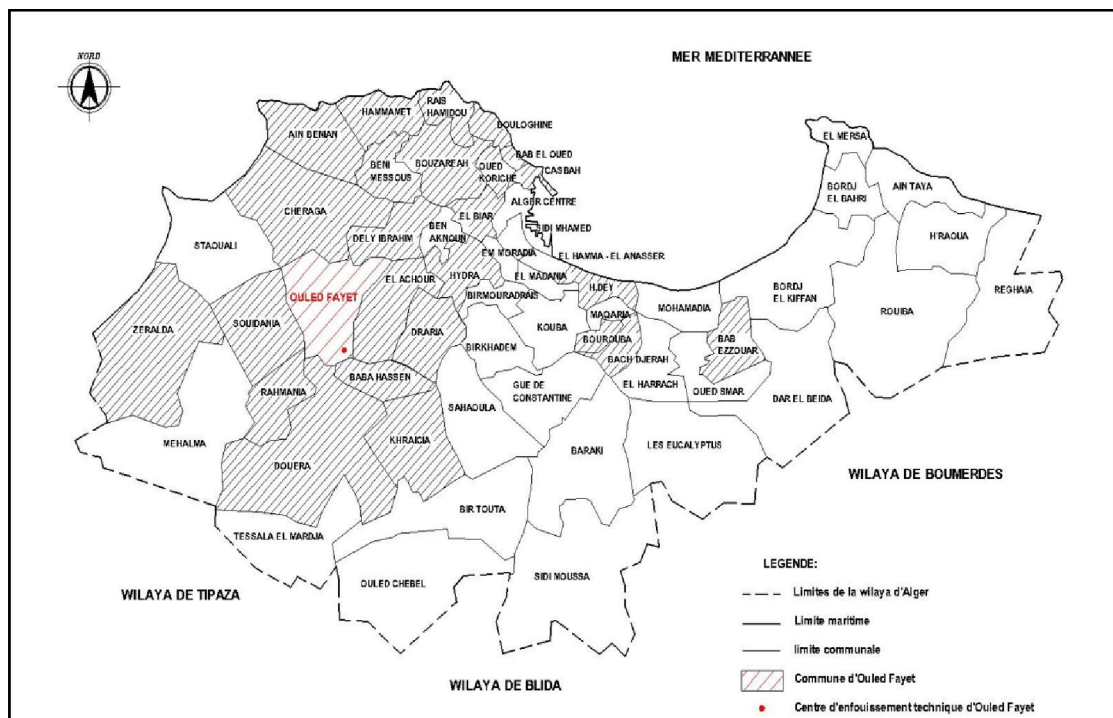 NORD
MER MEDITERRANNEE
RAIS
HAMIDOU
HAMMAMET
BOULOGHINE
AIN BENIAN
EL MERSA
BAB EL OUED
BENI
MESSOUS
BOUZAREAH
OUED
KORICHE
CASBAH
BORDJ
EL BAHRI
AIN TAYA
ALGER CENTRE
CHERAGA
EL BIAR
SIDI MHAMED
DELY IBRAHIM
BEN
AKNOUN
H'RAOUA
STAOUALI
EM MORADIA
EL HAMMA - EL ANASSER
EL ACHOUR
HYDRA
EL MADANIA
H.DEY
BORDJ
EL KIFFAN
REGHAIA
OULED FAYET
BIRMOURADRAIS
MOHAMADIA
ROUIBA
ZERALDA
SOUIDANIA
DRARIA
KOUBA
MAQARIA
BOUROUBA
BAB
EZZOUAR
BIRKHADEM
BACH DJERAH
BABA HASSEN
RAHMANIA
GUE DE
CONSTANTINE
EL HARRACH
OUED SMAR
DAR EL BEIDA
SAHAOULA
MEHALMA
KHRAICIA
LES EUCALYPTUS
BARAKI
DOUERA
WILAYA DE BOUMERDES
BIR TOUTA
TESSALA EL MARDJA
OULED CHEBEL
SIDI MOUSSA
WILAYA DE TIPAZA
WILAYA DE BLIDA
LEGENDE:
Limites de la wilaya d'Alger
Limite maritime
limite communale
Commune d'Ouled Fayet
Centre d'enfouissement technique d'Ouled Fayet